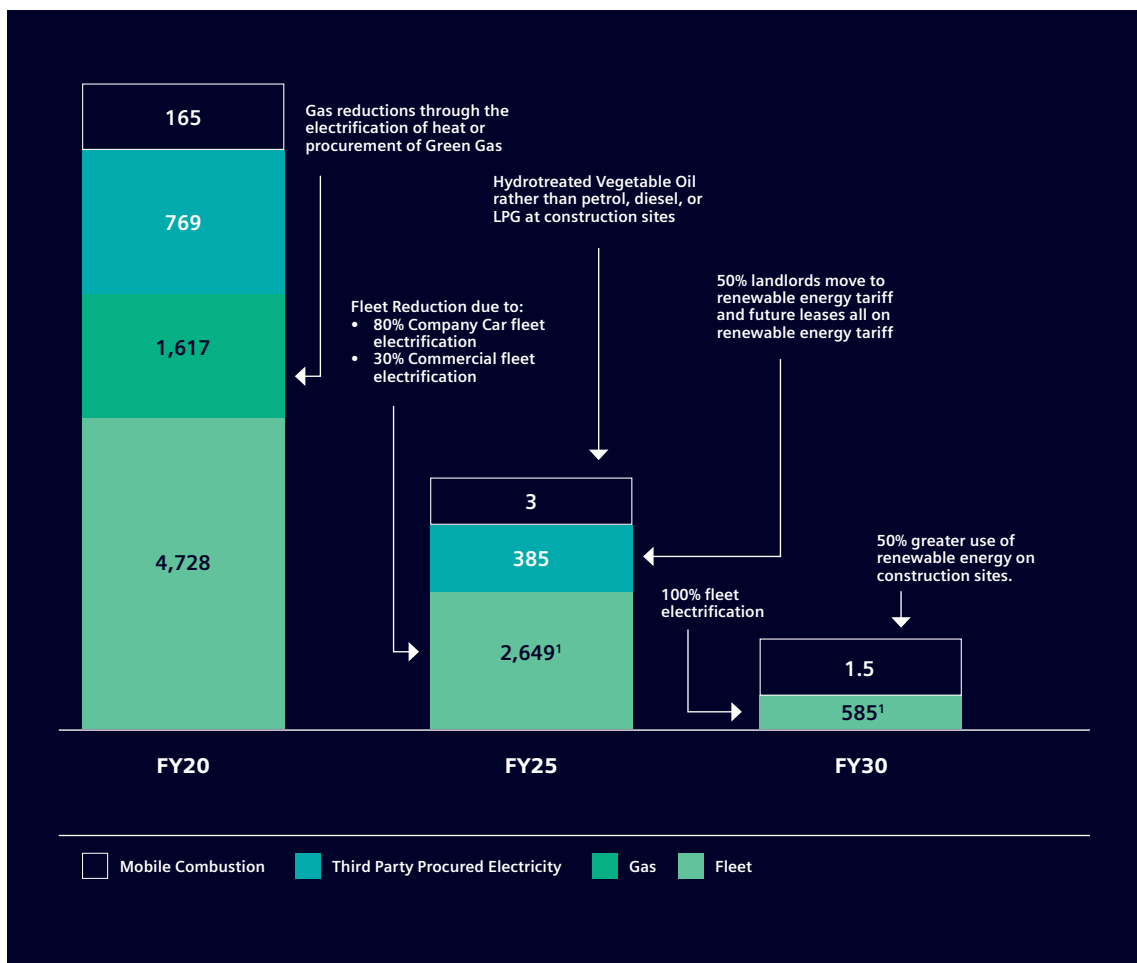 165
769
1,617
4,728
Gas reductions through the
electrification of heat or
procurement of Green Gas
Fleet Reduction due to:
• 80% Company Car fleet
electrification
• 30% Commercial fleet
electrification
Hydrotreated Vegetable Oil
rather than petrol, diesel, or
LPG at construction sites
3
385
2,649¹
50% landlords move to
renewable energy tariff
and future leases all on
renewable energy tariff
100% fleet
electrification
50% greater use of
renewable energy on
construction sites.
1.5
585¹
FY20
FY25
FY30
Mobile Combustion
Third Party Procured Electricity
Gas
Fleet